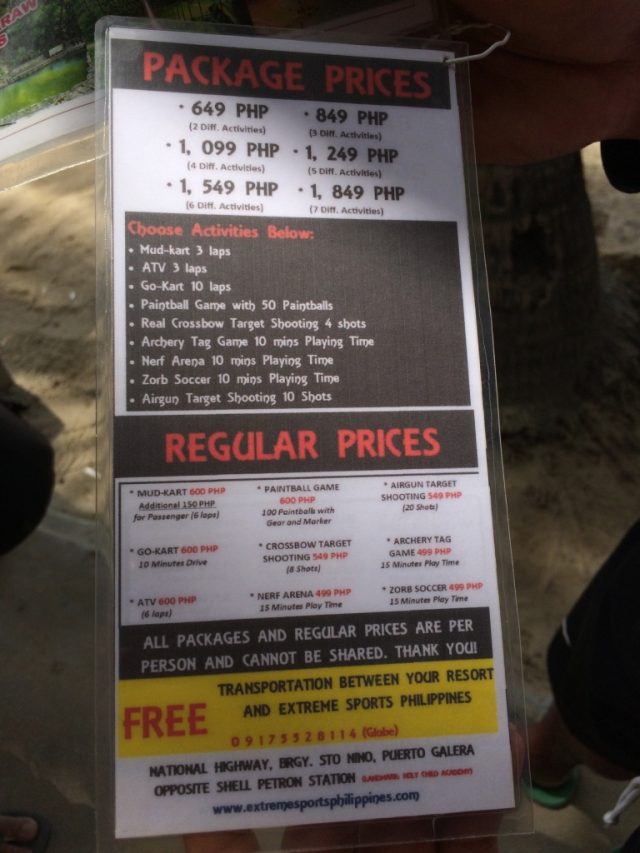 RAW
S
PACKAGE PRICES
• 649 PHP • 849 PHP
(2 Diff. Activities) (3 Diff. Activities)
• 1, 099 PHP • 1, 249 PHP
(4 Diff. Activities) (5 Diff. Activities)
• 1, 549 PHP • 1, 849 PHP
(6 Diff. Activities) (7 Diff. Activities)
Choose Activities Below:
• Mud-kart 3 laps
• ATV 3 laps
• Go-Kart 10 laps
• Paintball Game with 50 Paintballs
• Real Crossbow Target Shooting 4 shots
• Archery Tag Game 10 mins Playing Time
• Nerf Arena 10 mins Playing Time
• Zorb Soccer 10 mins Playing Time
• Airgun Target Shooting 10 Shots
REGULAR PRICES
* MUD-KART 600 PHP
Additional 150 PHP
for Passenger (6 laps)
* PAINTBALL GAME
600 PHP
100 Paintballs with
Gear and Marker
* AIRGUN TARGET
SHOOTING 549 PHP
(20 Shots)
* GO-KART 600 PHP
10 Minutes Drive
* CROSSBOW TARGET
SHOOTING 549 PHP
(8 Shots)
* ARCHERY TAG
GAME 499 PHP
15 Minutes Play Time
* ATV 600 PHP
(6 laps)
* NERF ARENA 499 PHP
15 Minutes Play Time
* ZORB SOCCER 499 PHP
15 Minutes Play Time
ALL PACKAGES AND REGULAR PRICES ARE PER
PERSON AND CANNOT BE SHARED. THANK YOU!
FREE
TRANSPORTATION BETWEEN YOUR RESORT
AND EXTREME SPORTS PHILIPPINES
09175528114 (Globe)
NATIONAL HIGHWAY, BRGY. STO NINO, PUERTO GALERA
OPPOSITE SHELL PETRON STATION (LANDMARK: HOLY CHILD ACADEMY)
www.extremesportsphilippines.com